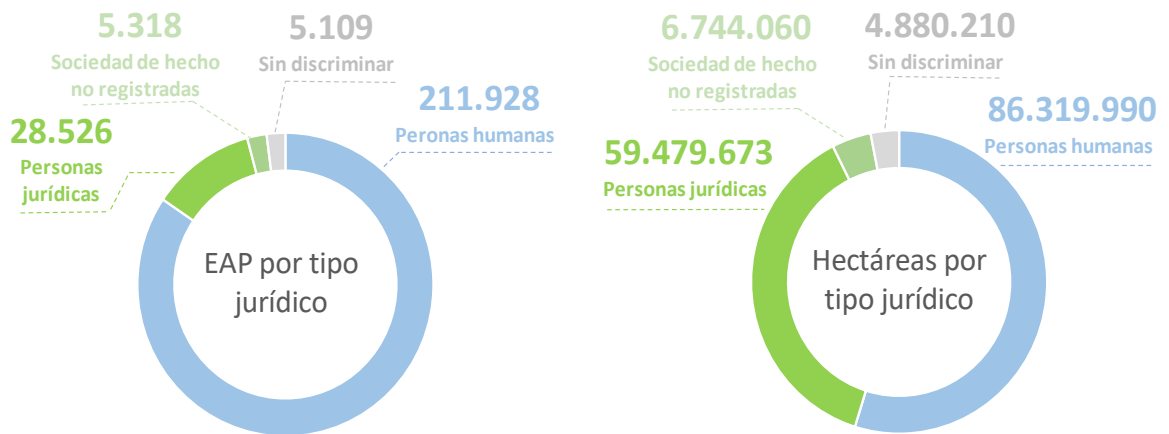 5.318
Sociedad de hecho
no registradas
5.109
Sin discriminar
211.928
Peronas humanas
28.526
Personas
jurídicas
EAP por tipo
jurídico
6.744.060
Sociedad de hecho
no registradas
4.880.210
Sin discriminar
86.319.990
Personas humanas
59.479.673
Personas jurídicas
Hectáreas por
tipo jurídico